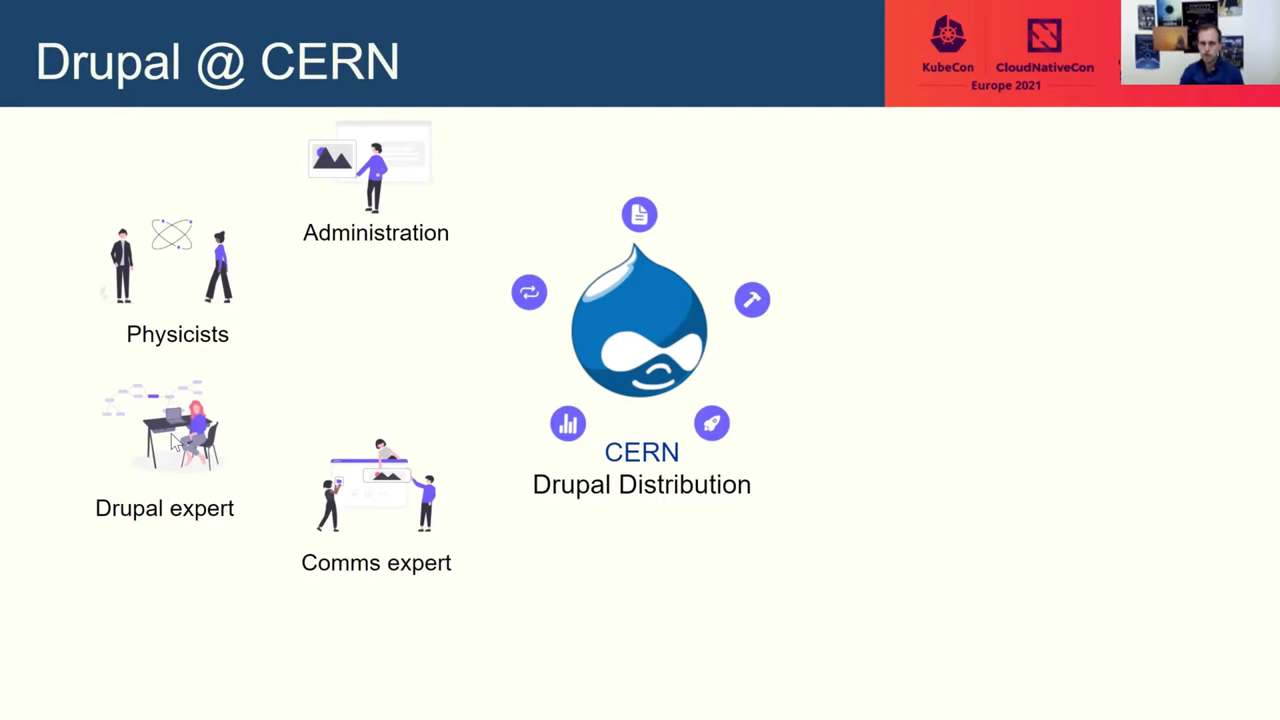 Drupal @ CERN
KubeCon
CloudNativeCon
Europe 2021
Administration
Physicists
Drupal expert
Comms expert
CERN
Drupal Distribution